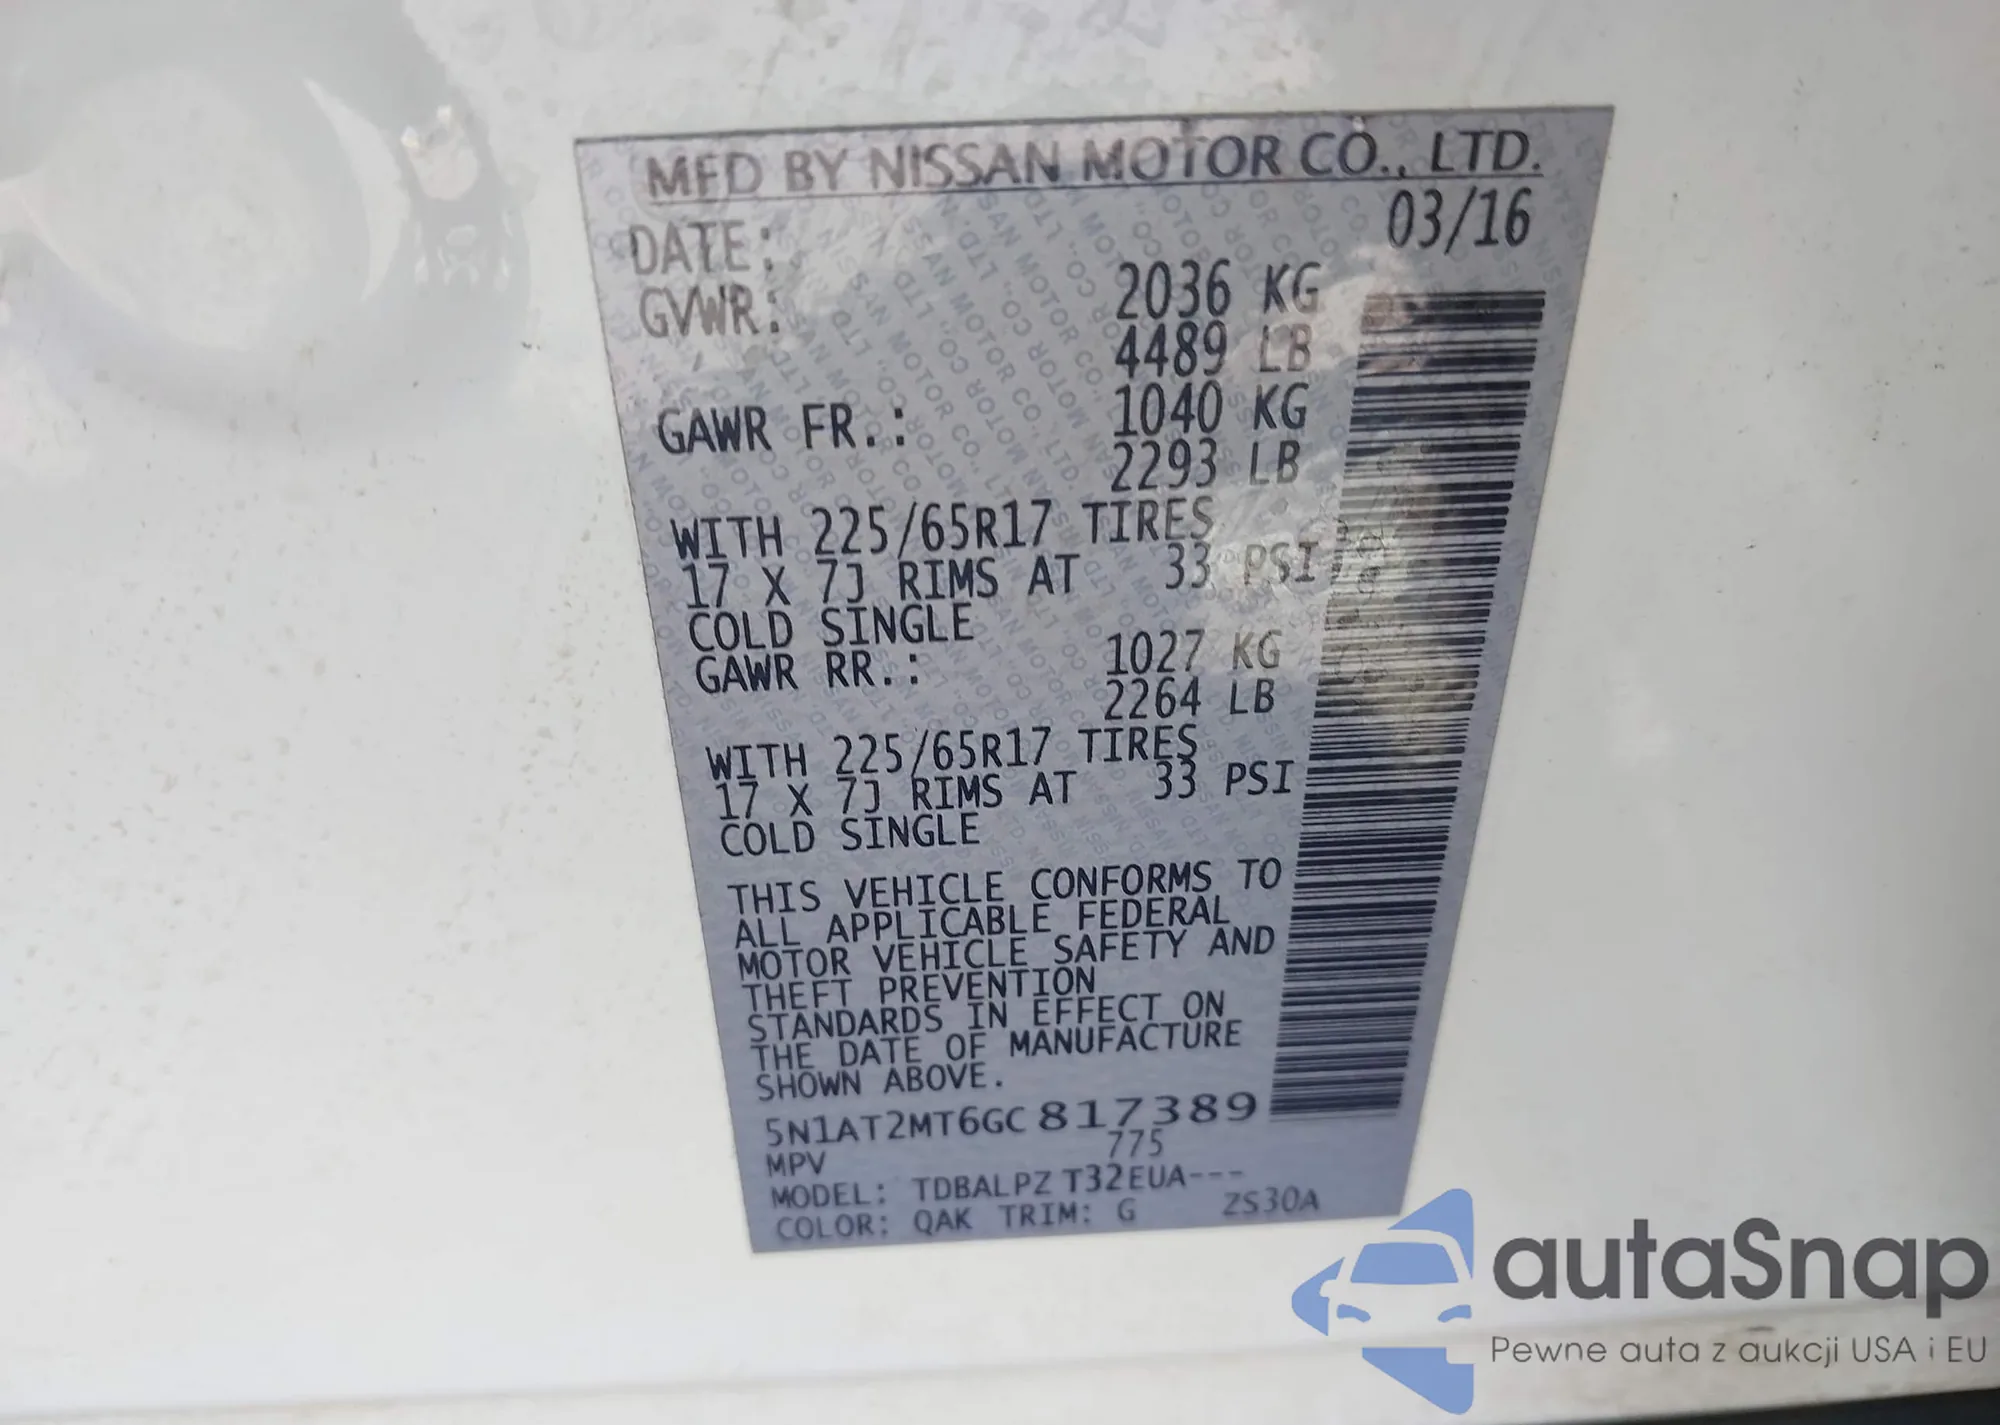 MFD BY NISSAN MOTOR CO., LTD.
DATE: 03/16
GVWR: 2036 KG
4489 LB
GAWR FR.: 1040 KG
2293 LB
WITH 225/65R17 TIRES
17 X 7J RIMS AT 33 PSI
COLD SINGLE
GAWR RR.: 1027 KG
2264 LB
WITH 225/65R17 TIRES
17 X 7J RIMS AT 33 PSI
COLD SINGLE
THIS VEHICLE CONFORMS TO
ALL APPLICABLE FEDERAL
MOTOR VEHICLE SAFETY AND
THEFT PREVENTION
STANDARDS IN EFFECT ON
THE DATE OF MANUFACTURE
SHOWN ABOVE.
5N1AT2MT6GC817389
MPV 775
MODEL: TDBALPZ T32EUA---
COLOR: QAK TRIM: G ZS30A
autaSnap
Pewne auta z aukcji USA i EU